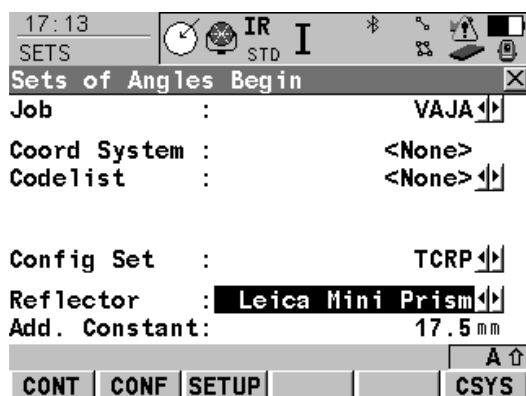 17:13
SETS
IR
STD
I
Sets of Angles Begin
Job : VAJA
Coord System : <None>
Codelist : <None>
Config Set : TCRP
Reflector : Leica Mini Prism
Add. Constant: 17.5 mm
A
CONT CONF SETUP CSYS